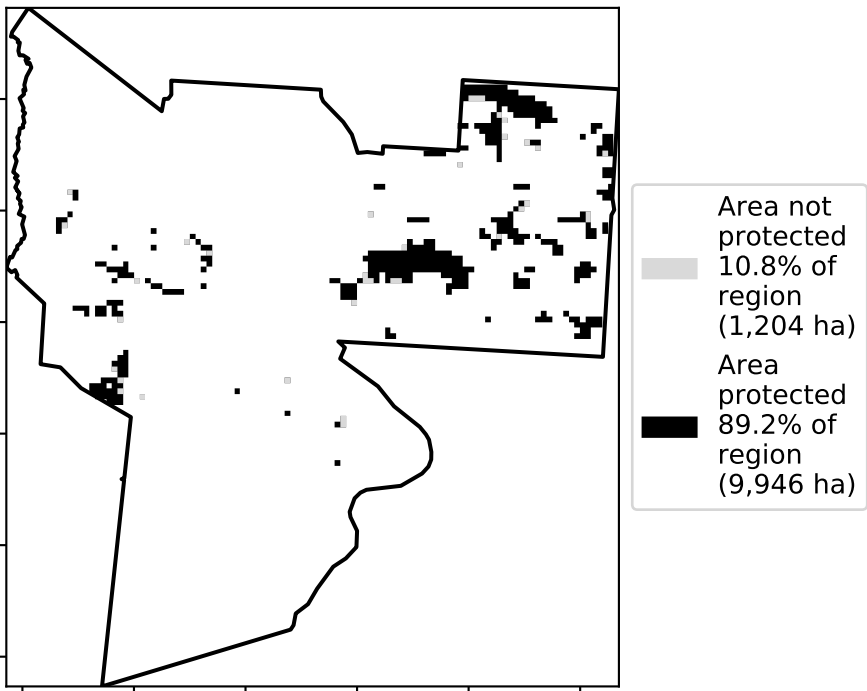 Area not
protected
10.8% of
region
(1,204 ha)
Area
protected
89.2% of
region
(9,946 ha)